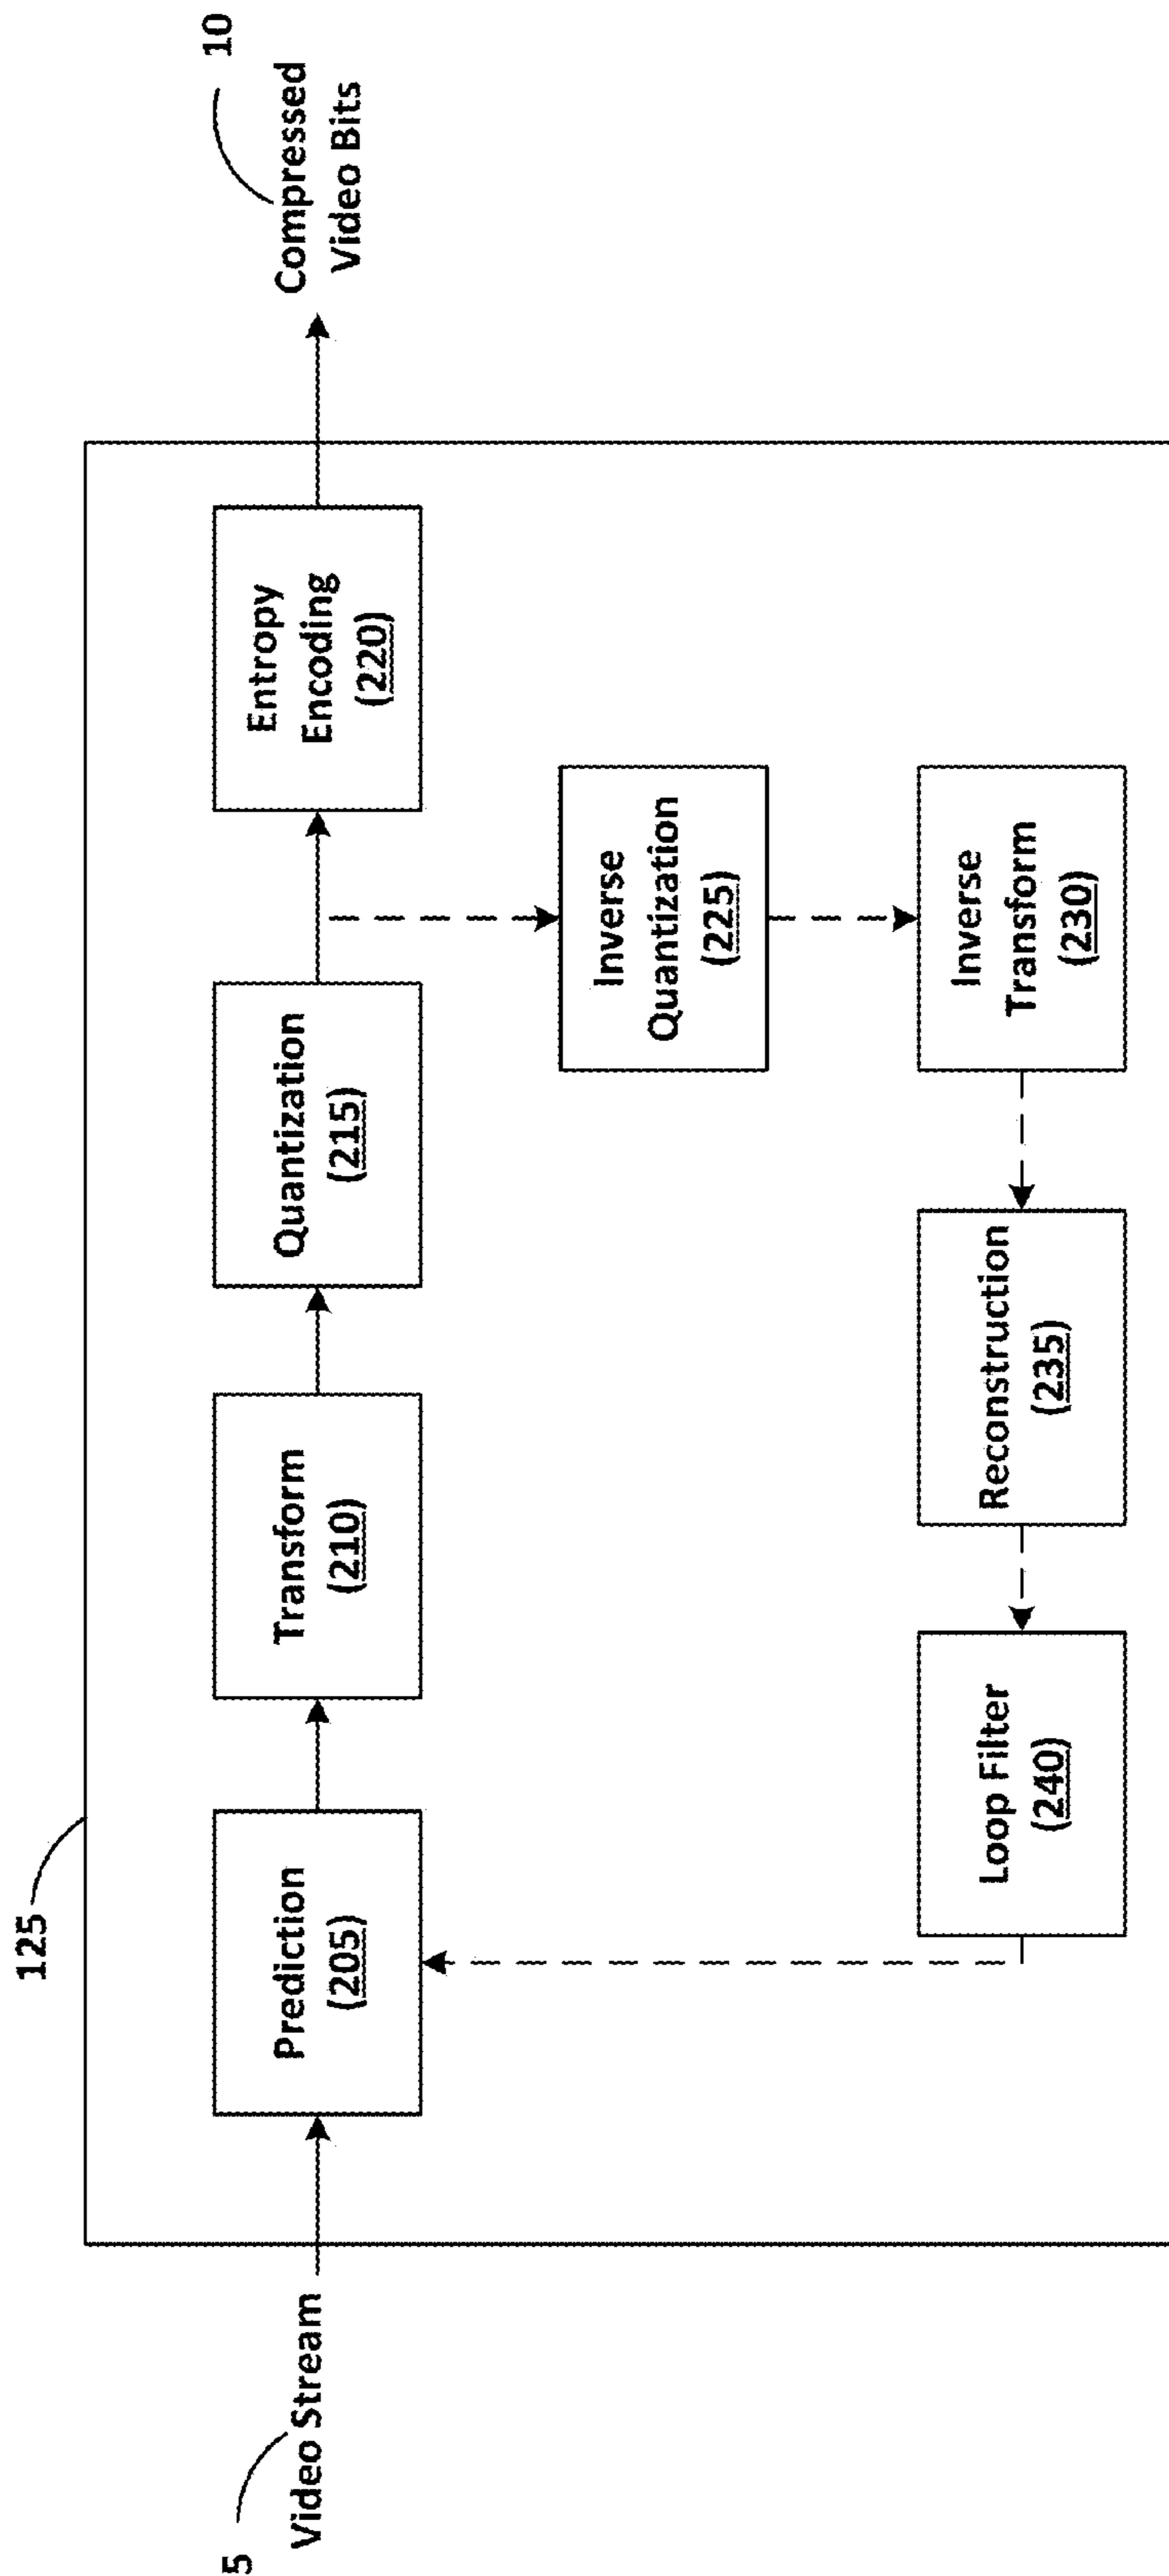 125
5
Video Stream
Prediction
(205)
Transform
(210)
Quantization
(215)
Entropy
Encoding
(220)
10
Compressed
Video Bits
Inverse
Quantization
(225)
Inverse
Transform
(230)
Reconstruction
(235)
Loop Filter
(240)